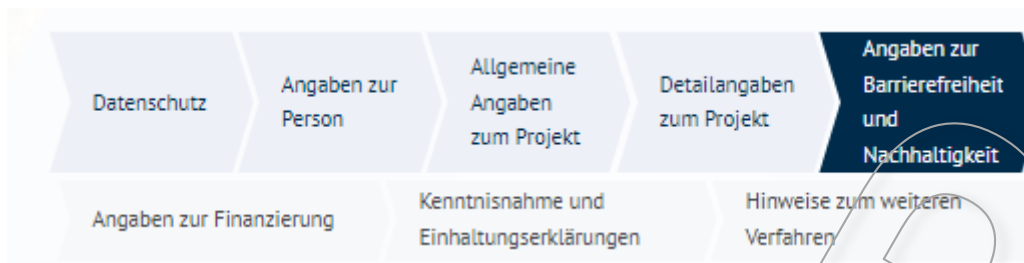 Datenschutz
Angaben zur
Person
Allgemeine
Angaben
zum Projekt
Detailangaben
zum Projekt
Angaben zur
Barrierefreiheit
und
Nachhaltigkeit
Angaben zur Finanzierung
Kenntnisnahme und
Einhaltungserklärungen
Hinweise zum weiteren
Verfahren